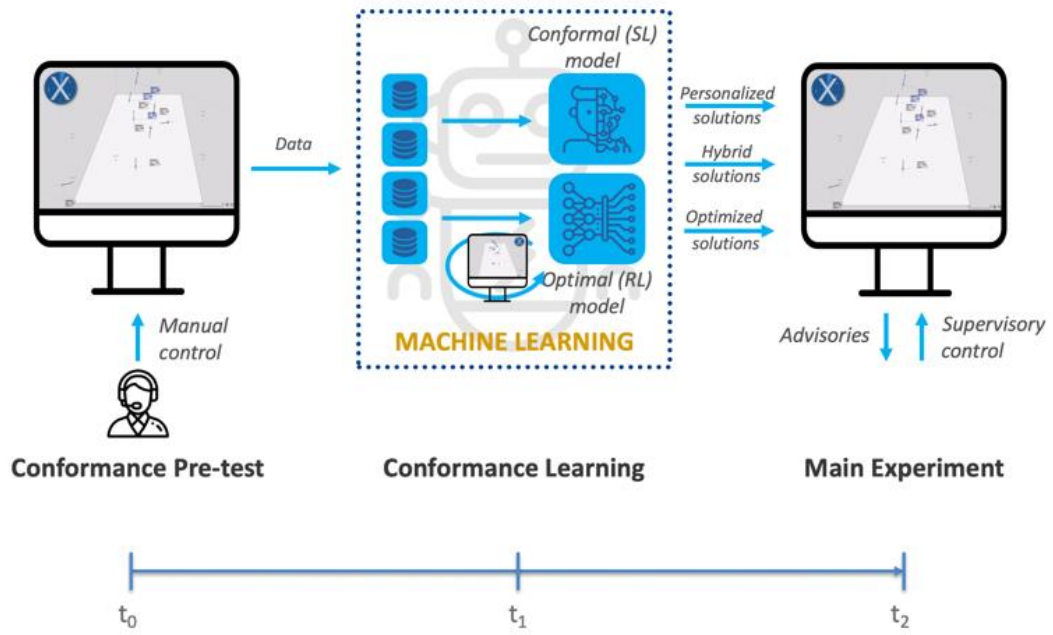 Conformal (SL)
model
Personalized
solutions
Data
Hybrid
solutions
Optimized
solutions
Optimal (RL)
model
MACHINE LEARNING
Manual
control
Advisories
Supervisory
control
Conformance Pre-test
Conformance Learning
Main Experiment
t0
t1
t2